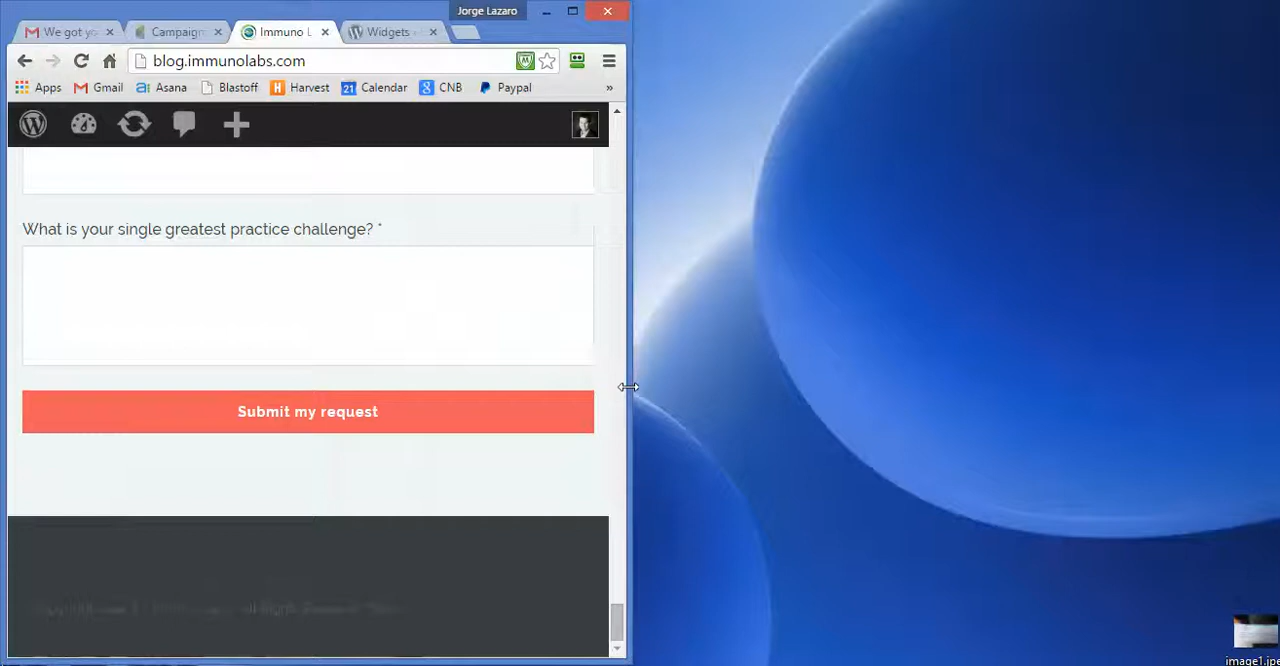 Jorge Lazaro
We got yo
Campaign
Immuno L
Widgets
blog.immunolabs.com
Apps Gmail Asana Blastoff Harvest 21 Calendar CNB Paypal »
What is your single greatest practice challenge? *
Submit my request
image1.jpe